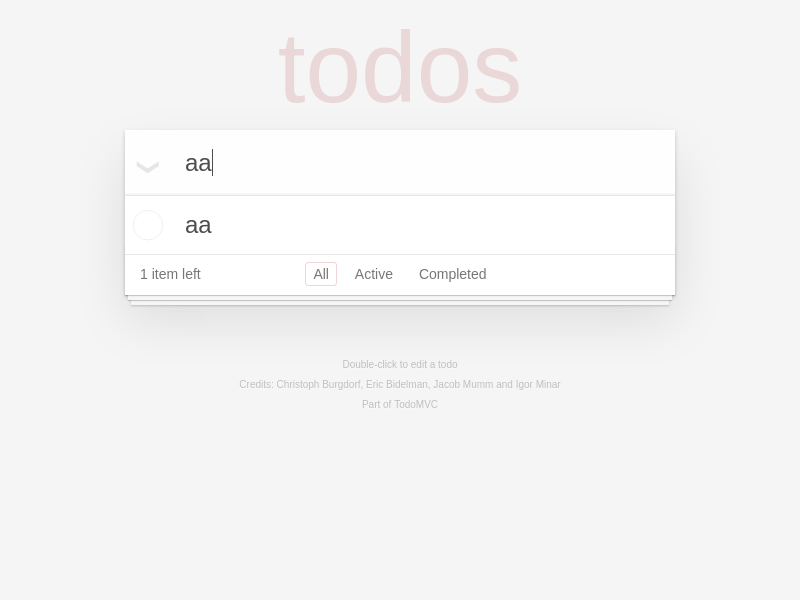 todos
aa
aa
1 item left All Active Completed
Double-click to edit a todo
Credits: Christoph Burgdorf, Eric Bidelman, Jacob Mumm and Igor Minar
Part of TodoMVC